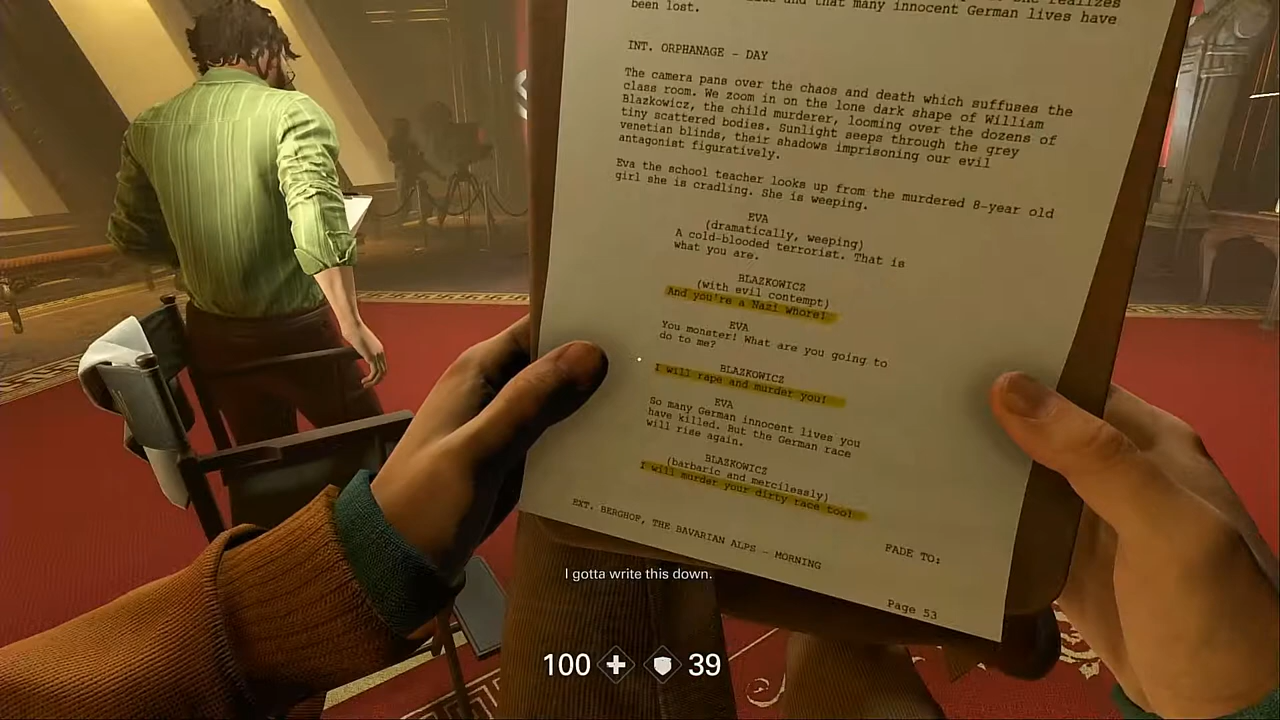 and that many innocent German lives have
been lost.
INT. ORPHANAGE - DAY
The camera pans over the chaos and death which suffuses the
class room. We zoom in on the lone dark shape of William
Blazkowicz, the child murderer, looming over the dozens of
tiny scattered bodies. Sunlight seeps through the grey
venetian blinds, their shadows imprisoning our evil
antagonist figuratively.
Eva the school teacher looks up from the murdered 8-year old
girl she is cradling. She is weeping.
EVA
(dramatically, weeping)
A cold-blooded terrorist. That is
what you are.
BLAZKOWICZ
(with evil contempt)
And you're a Nazi whore!
EVA
You monster! What are you going to
do to me?
BLAZKOWICZ
I will rape and murder you!
EVA
So many German innocent lives you
have killed. But the German race
will rise again.
BLAZKOWICZ
(barbaric and mercilessly)
I will murder your dirty race too!
FADE TO:
EXT. BERGHOF, THE BAVARIAN ALPS - MORNING
Page 53
I gotta write this down.
100 39